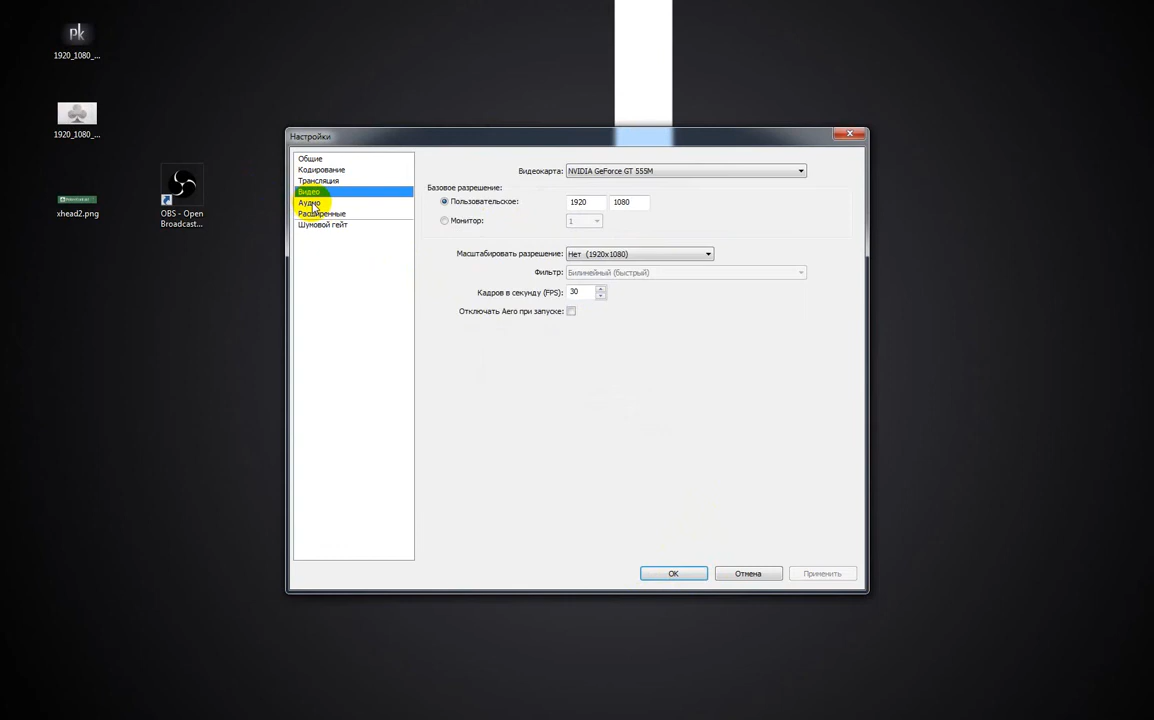 pk
1920_1080_...
1920_1080_...
xhead2.png
OBS - Open
Broadcast...
Настройки
Общие
Кодирование
Трансляция
Видео
Аудио
Расширенные
Шумовой гейт
Видеокарта: NVIDIA GeForce GT 555M
Базовое разрешение:
Пользовательское: 1920 1080
Монитор: 1
Масштабировать разрешение: Нет (1920x1080)
Фильтр: Билинейный (быстрый)
Кадров в секунду (FPS): 30
Отключать Aero при запуске:
OK Отмена Применить